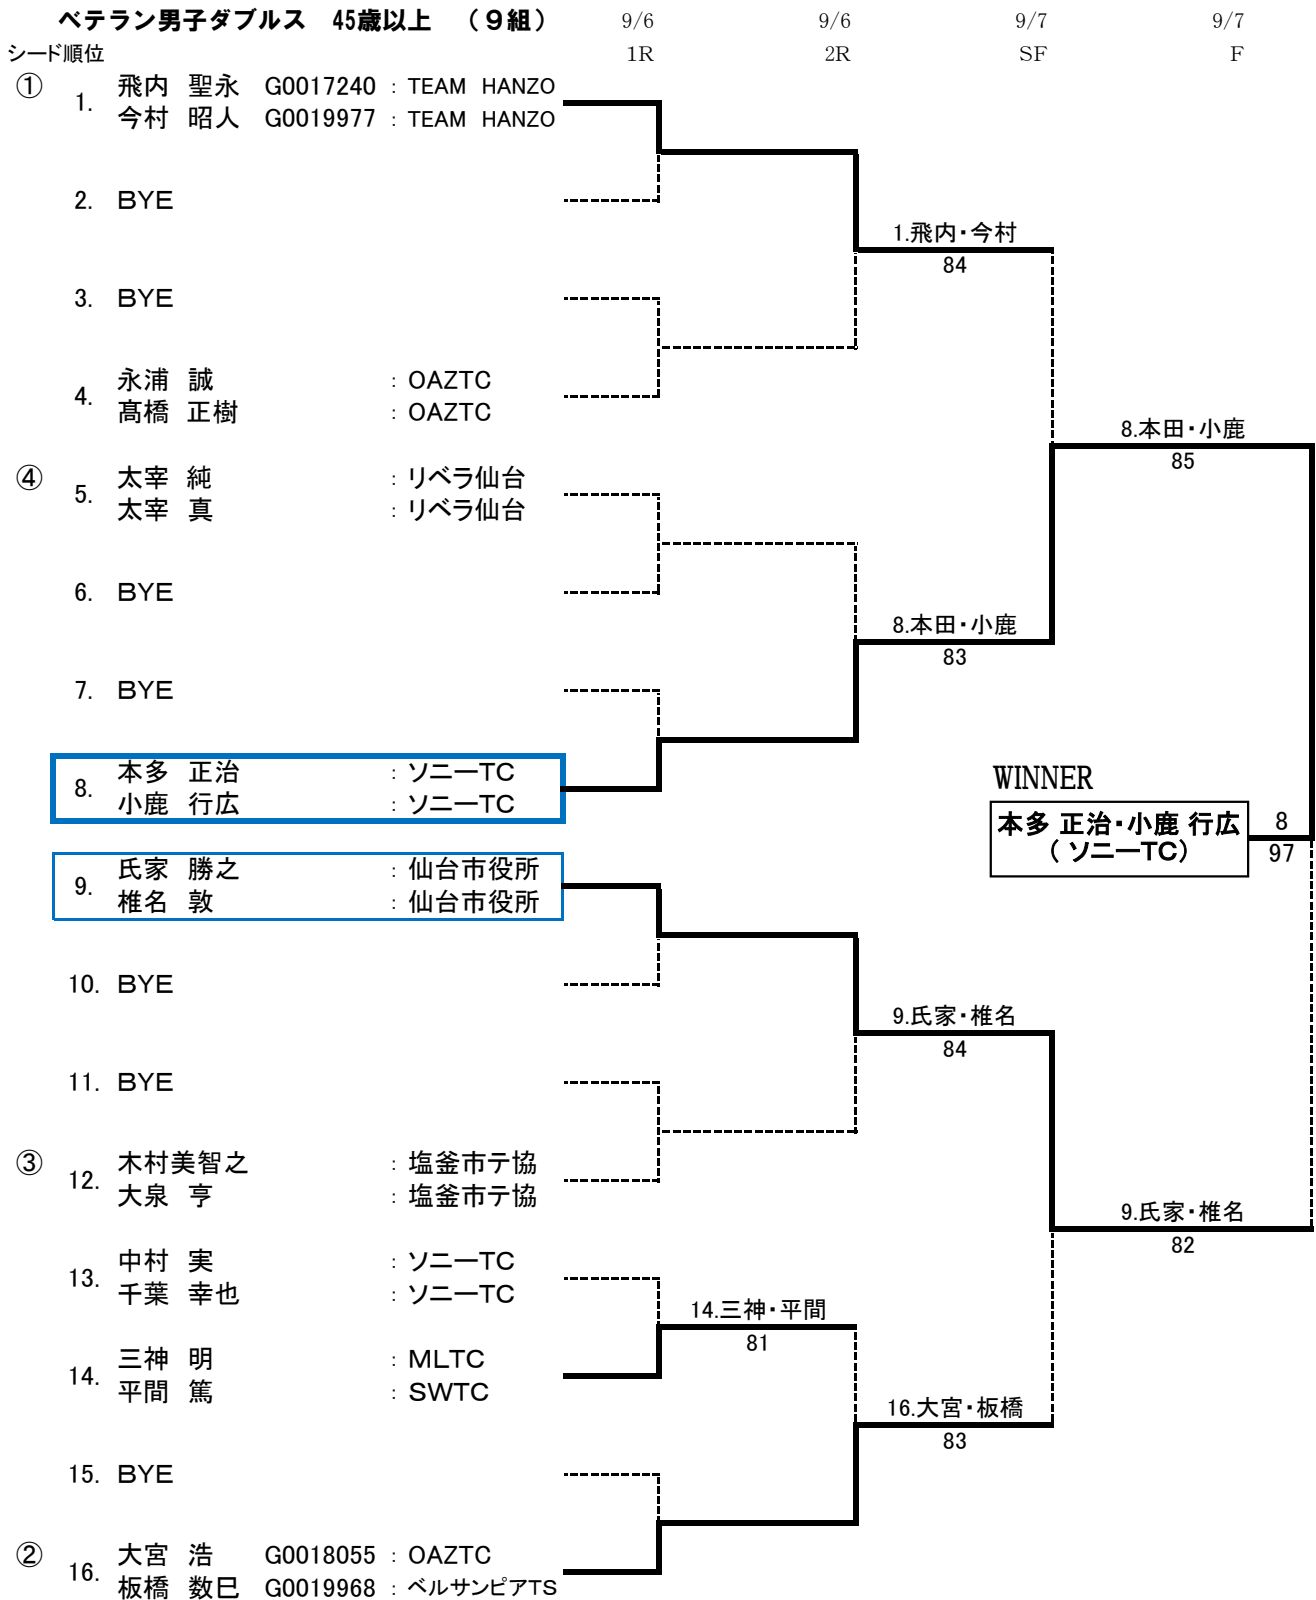 ベテラン男子ダブルス 45歳以上 （９組） 9/6 9/6 9/7 9/7
シード順位 1R 2R SF F
① 1. 飛内 聖永 G0017240 : TEAM HANZO
今村 昭人 G0019977 : TEAM HANZO
2. BYE
1.飛内・今村
84
3. BYE
4. 永浦 誠 : OAZTC
髙橋 正樹 : OAZTC
8.本田・小鹿
85
④ 5. 太宰 純 : リベラ仙台
太宰 真 : リベラ仙台
6. BYE
8.本田・小鹿
83
7. BYE
8. 本多 正治 : ソニーTC
小鹿 行広 : ソニーTC
WINNER
本多 正治・小鹿 行広 8
( ソニーTC) 97
9. 氏家 勝之 : 仙台市役所
椎名 敦 : 仙台市役所
10. BYE
9.氏家・椎名
84
11. BYE
③ 12. 木村美智之 : 塩釜市テ協
大泉 亨 : 塩釜市テ協
9.氏家・椎名
82
13. 中村 実 : ソニーTC
千葉 幸也 : ソニーTC
14.三神・平間
81
14. 三神 明 : MLTC
平間 篤 : SWTC
16.大宮・板橋
83
15. BYE
② 16. 大宮 浩 G0018055 : OAZTC
板橋 数巳 G0019968 : ベルサンピアTS